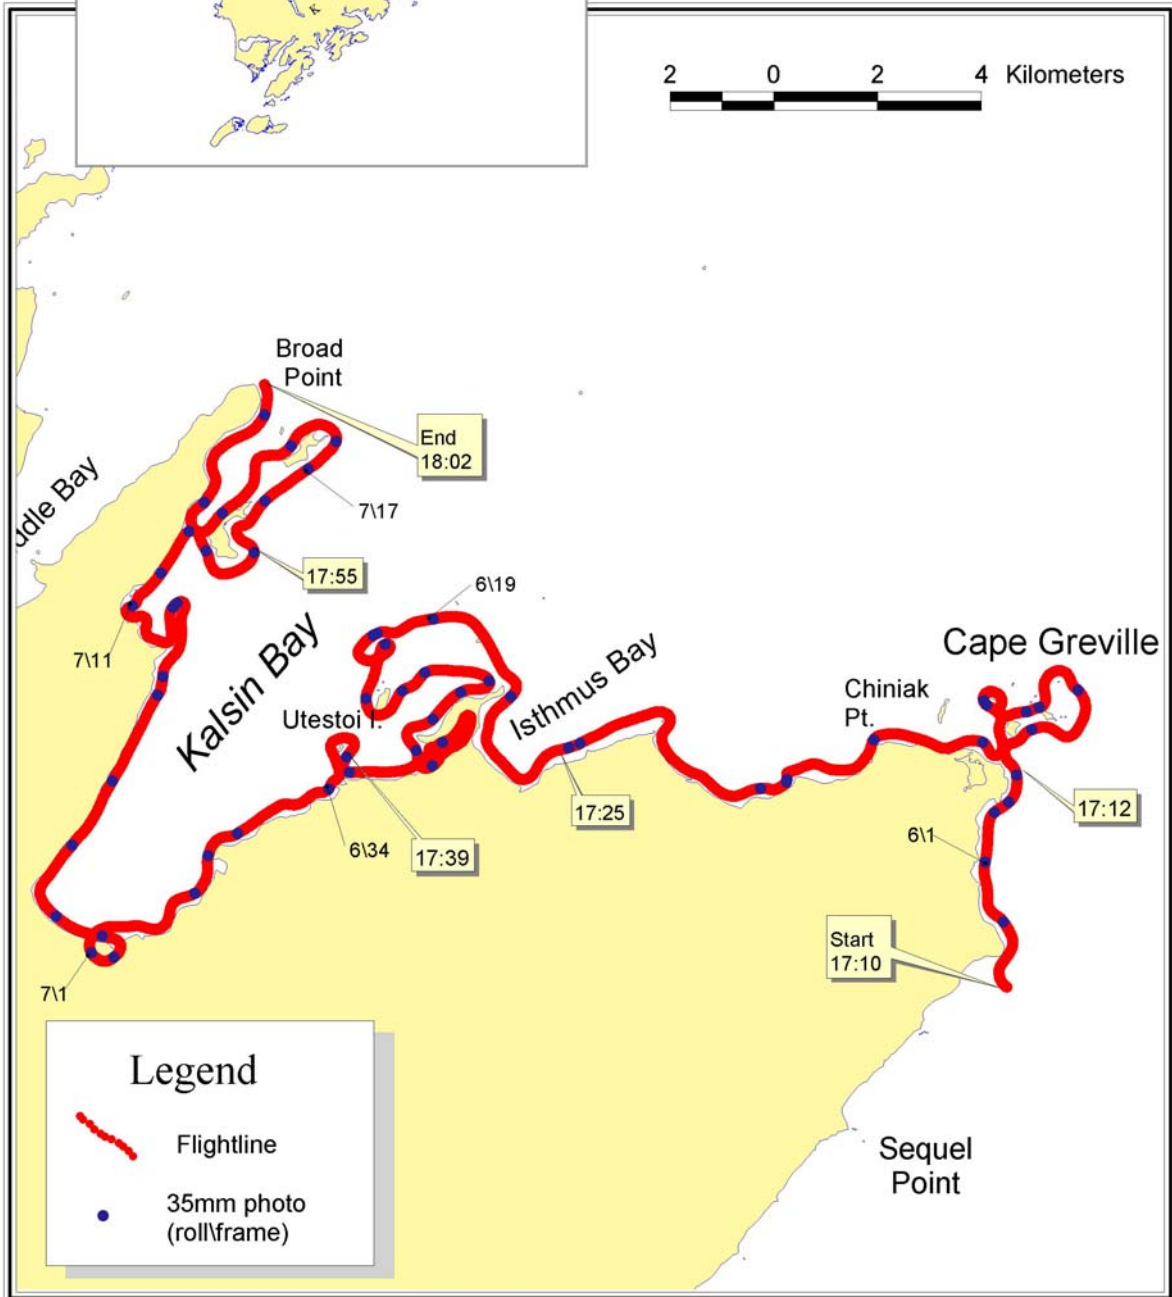 K
2 0 2 4 Kilometers
Broad
Point
End
18:02
ddle Bay
7\17
17:55
6\19
7\11
Kalsin Bay
Isthmus Bay
Cape Greville
Chiniak
Pt.
Utestoi I.
17:25
17:12
6\34
17:39
6\1
Start
17:10
7\1
Legend
Flightline
35mm photo
(roll\frame)
Sequel
Point